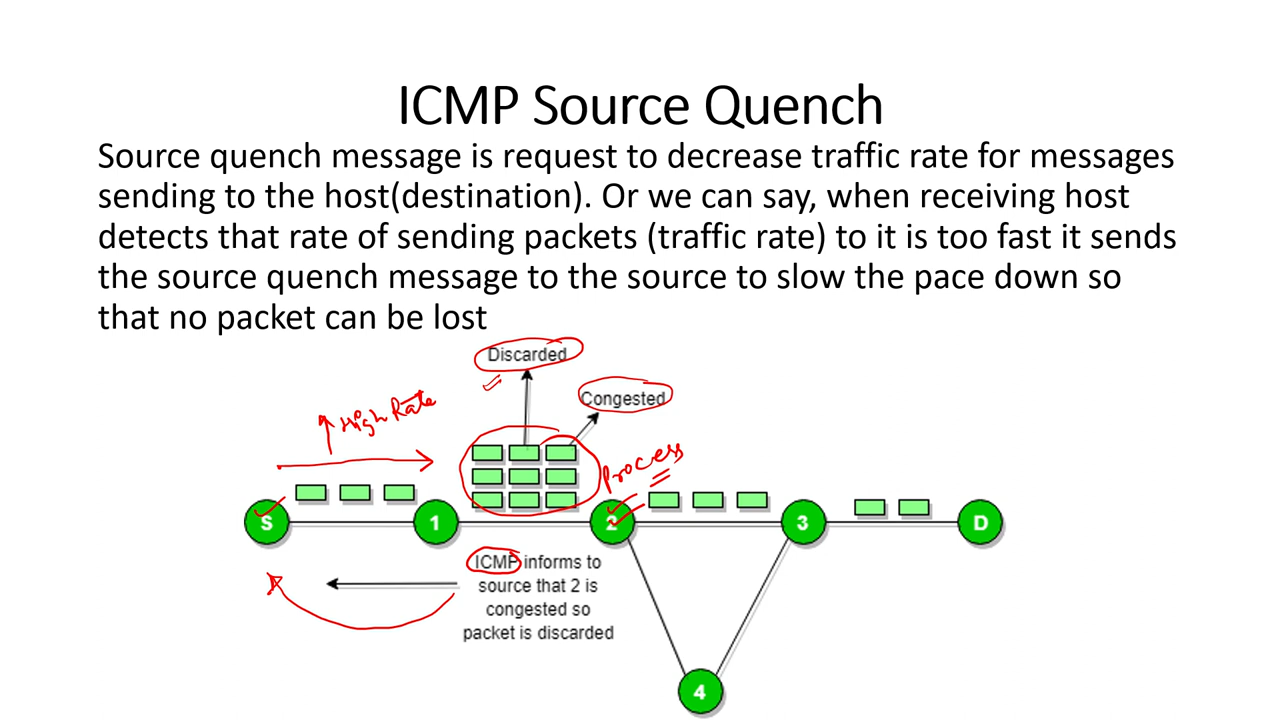 ICMP Source Quench
Source quench message is request to decrease traffic rate for messages
sending to the host(destination). Or we can say, when receiving host
detects that rate of sending packets (traffic rate) to it is too fast it sends
the source quench message to the source to slow the pace down so
that no packet can be lost
Discarded
Congested
High Rate
Process
S
1
2
3
D
ICMP informs to
source that 2 is
congested so
packet is discarded
4